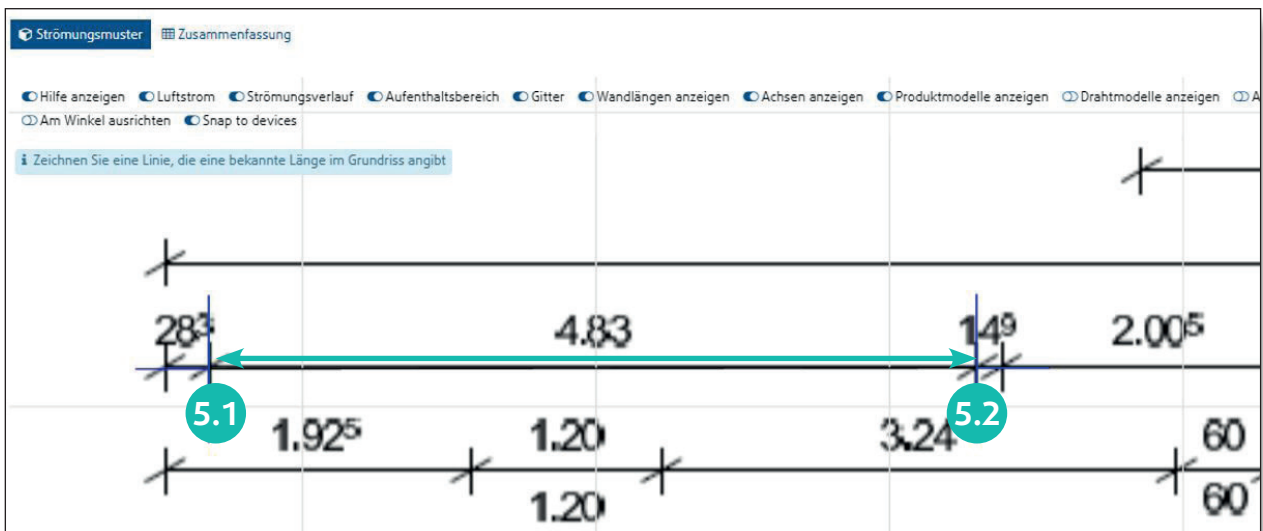 Strömungsmuster Zusammenfassung
Hilfe anzeigen Luftstrom Strömungsverlauf Aufenthaltsbereich Gitter Wandlängen anzeigen Achsen anzeigen Produktmodelle anzeigen Drahtmodelle anzeigen A
Am Winkel ausrichten Snap to devices
i Zeichnen Sie eine Linie, die eine bekannte Länge im Grundriss angibt
28³ 4.83 14⁹ 2.00⁵
5.1 5.2
1.92⁵ 1.20 3.24 60
1.20 60